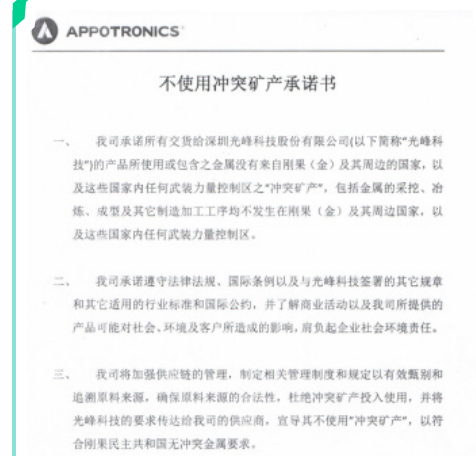 APPOTRONICS
不使用冲突矿产承诺书
一、 我司承诺所有交货给深圳光峰科技股份有限公司(以下简称“光峰科
技”)的产品所使用或包含之金属没有来自刚果（金）及其周边的国家，以
及这些国家内任何武装力量控制区之“冲突矿产”，包括金属的采挖、冶
炼、成型及其它制造加工工序均不发生在刚果（金）及其周边国家，以
及这些国家内任何武装力量控制区。
二、 我司承诺遵守法律法规、国际条例以及与光峰科技签署的其它规章
和其它适用的行业标准和国际公约，并了解商业活动以及我司所提供的
产品可能对社会、环境及客户所造成的影响，肩负起企业社会环境责任。
三、 我司将加强供应链的管理，制定相关管理制度和规定以有效甄别和
追溯原料来源，确保原料来源的合法性，杜绝冲突矿产投入使用，并将
光峰科技的要求传达给我司的供应商，宣导其不使用“冲突矿产”，以符
合刚果民主共和国无冲突金属要求。